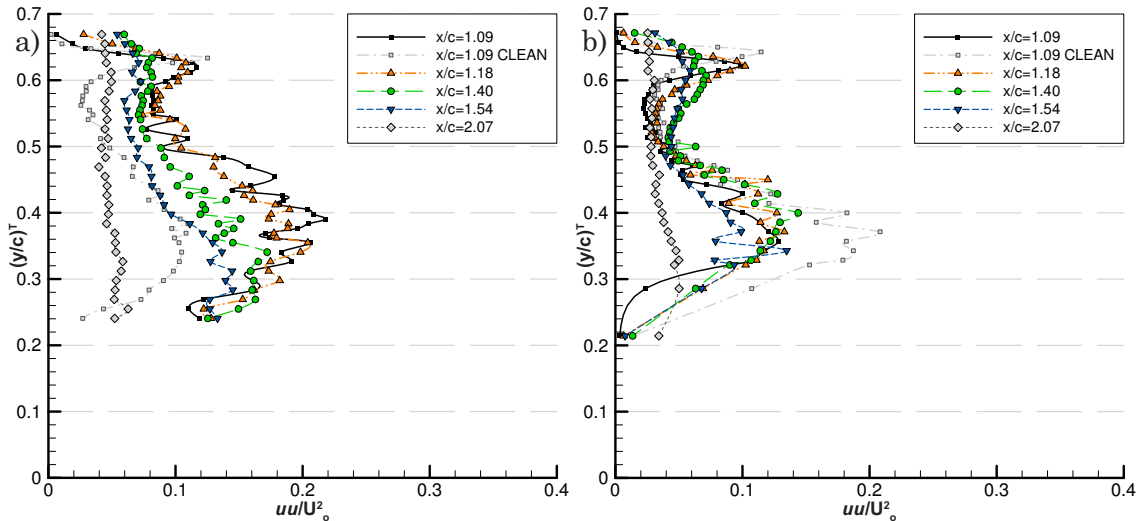 a)
0.7
0.6
0.5
0.4
0.3
0.2
0.1
0
(y/c)ᵀ
0
0.1
0.2
0.3
0.4
uu/U²ₒ
x/c=1.09
x/c=1.09 CLEAN
x/c=1.18
x/c=1.40
x/c=1.54
x/c=2.07
b)
0.7
0.6
0.5
0.4
0.3
0.2
0.1
0
(y/c)ᵀ
0
0.1
0.2
0.3
0.4
uu/U²ₒ
x/c=1.09
x/c=1.09 CLEAN
x/c=1.18
x/c=1.40
x/c=1.54
x/c=2.07